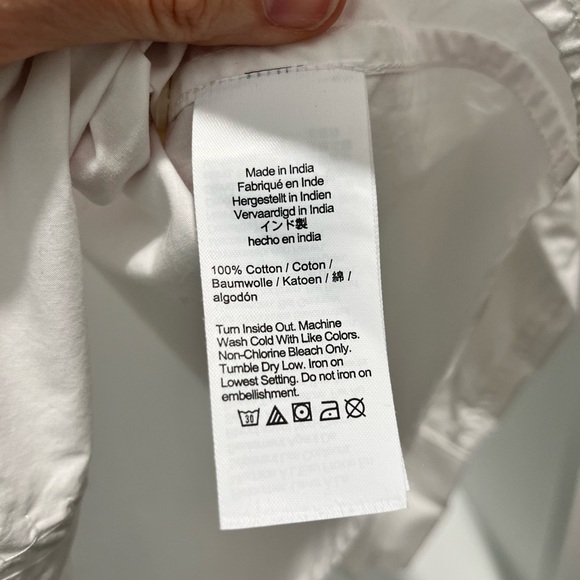 Made in India
Fabriqué en Inde
Hergestellt in Indien
Vervaardigd in India
インド製
hecho en india
100% Cotton / Coton /
Baumwolle / Katoen / 綿 /
algodón
Turn Inside Out. Machine
Wash Cold With Like Colors.
Non-Chlorine Bleach Only.
Tumble Dry Low. Iron on
Lowest Setting. Do not iron on
embellishment.
30